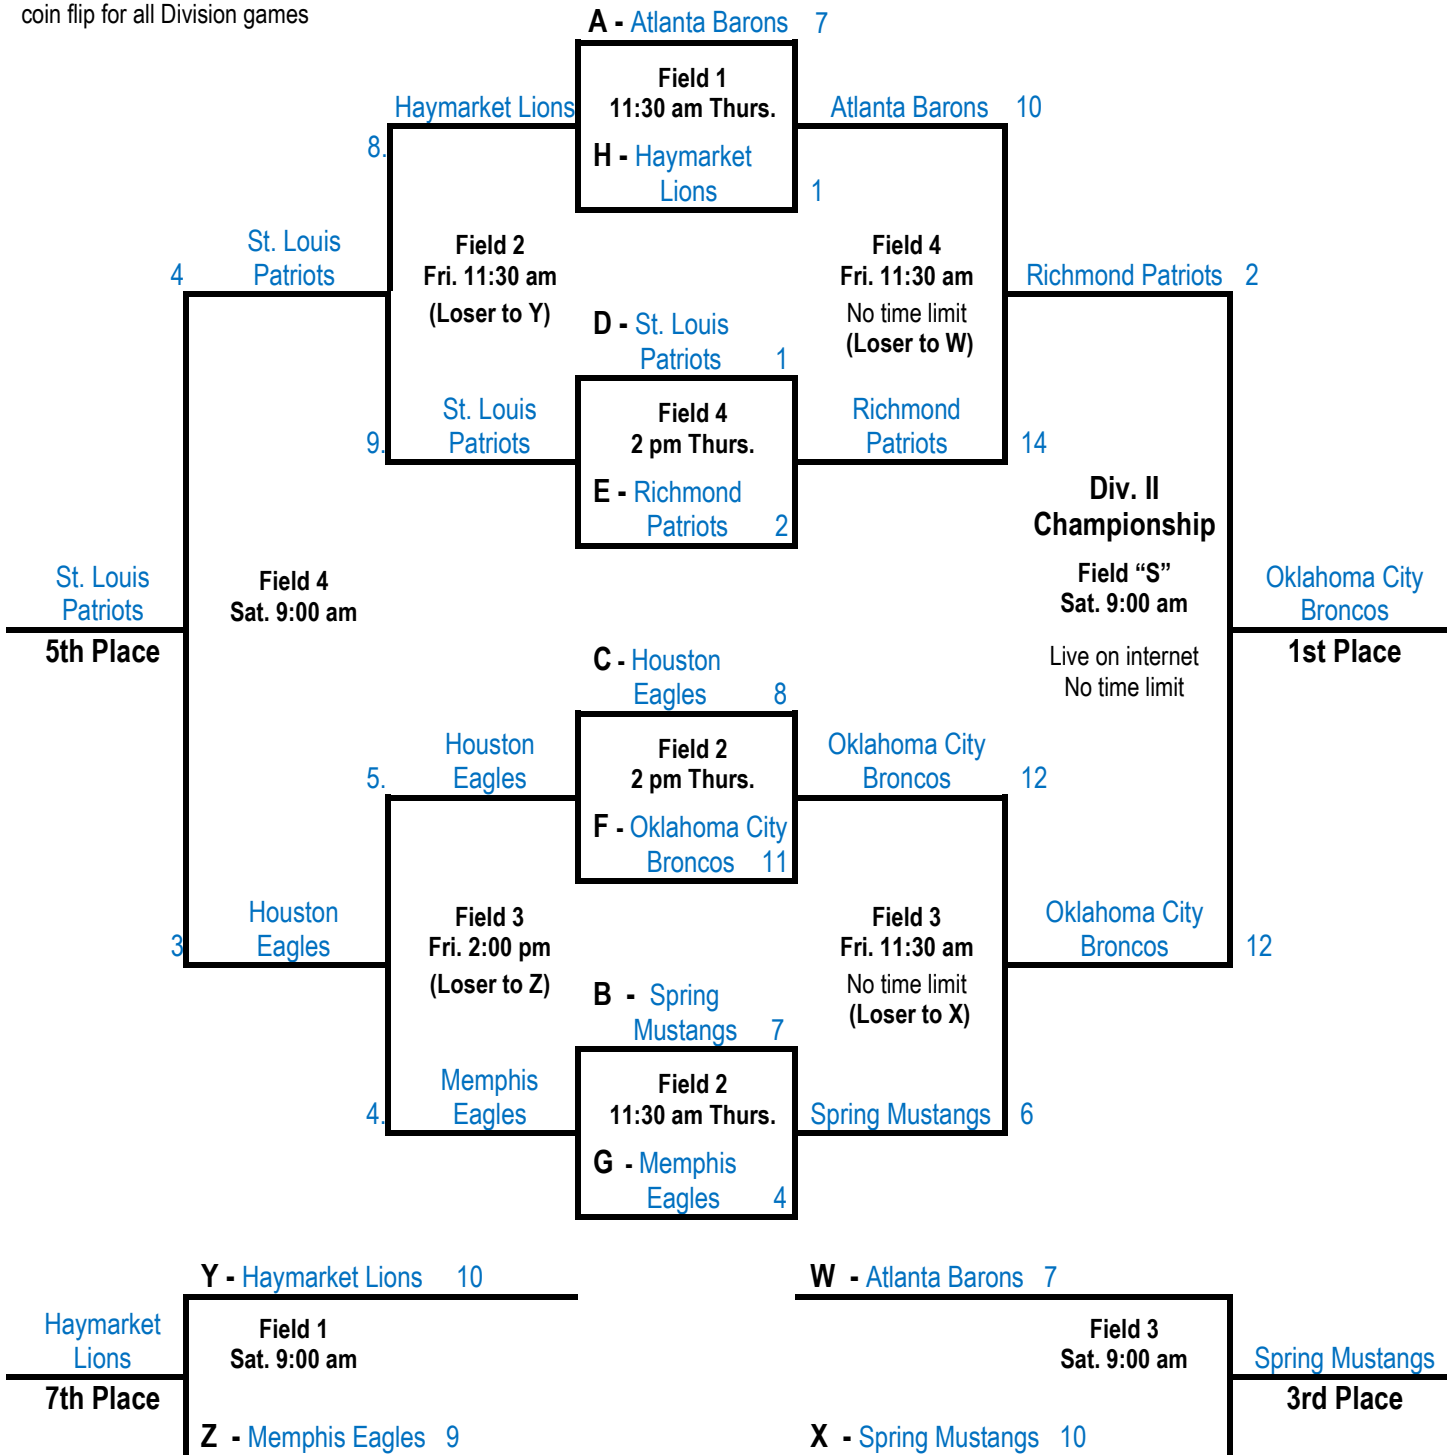 coin flip for all Division games
A - Atlanta Barons 7
Field 1
11:30 am Thurs.
Haymarket Lions
Atlanta Barons 10
8.
H - Haymarket
Lions 1
St. Louis
Patriots
4
Field 2
Fri. 11:30 am
(Loser to Y)
Field 4
Fri. 11:30 am
No time limit
(Loser to W)
Richmond Patriots 2
D - St. Louis
Patriots 1
St. Louis
Patriots
9.
Field 4
2 pm Thurs.
Richmond
Patriots 14
E - Richmond
Patriots 2
Div. II
Championship
Field “S”
Sat. 9:00 am
Live on internet
No time limit
St. Louis
Patriots
5th Place
Field 4
Sat. 9:00 am
Oklahoma City
Broncos
1st Place
C - Houston
Eagles 8
Houston
Eagles
5.
Field 2
2 pm Thurs.
Oklahoma City
Broncos 12
F - Oklahoma City
Broncos 11
Houston
Eagles
3
Field 3
Fri. 2:00 pm
(Loser to Z)
Field 3
Fri. 11:30 am
No time limit
(Loser to X)
Oklahoma City
Broncos 12
B - Spring
Mustangs 7
Memphis
Eagles
4.
Field 2
11:30 am Thurs.
Spring Mustangs 6
G - Memphis
Eagles 4
Y - Haymarket Lions 10
W - Atlanta Barons 7
Haymarket
Lions
7th Place
Field 1
Sat. 9:00 am
Field 3
Sat. 9:00 am
Spring Mustangs
3rd Place
Z - Memphis Eagles 9
X - Spring Mustangs 10